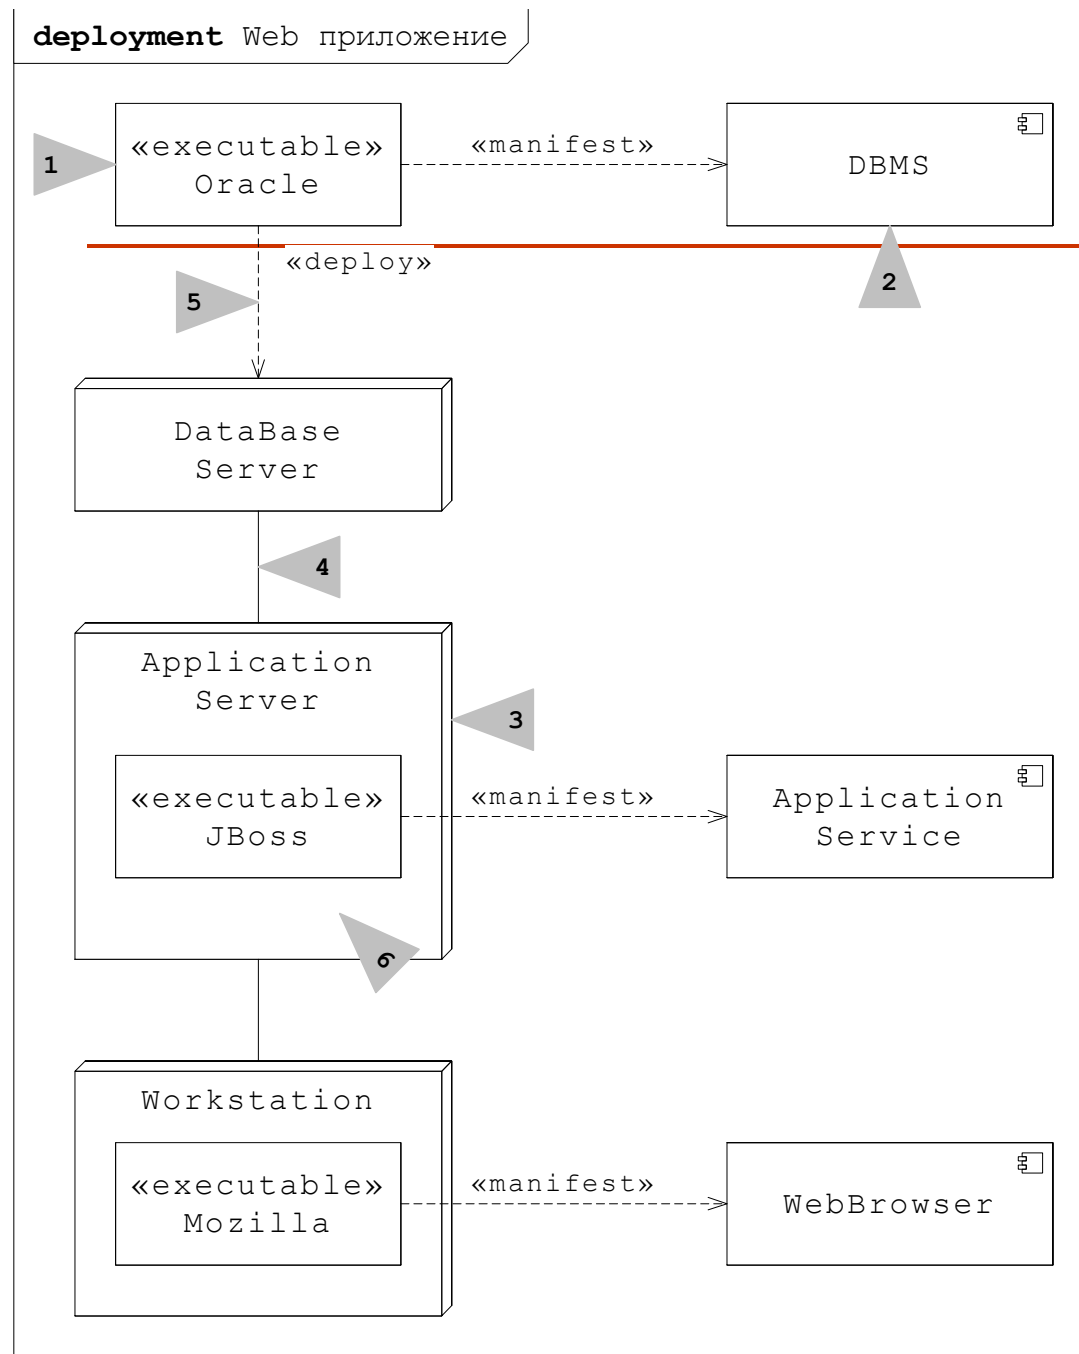 deployment Web приложение
«executable»
Oracle
«manifest»
DBMS
1
2
«deploy»
5
DataBase
Server
4
Application
Server
3
«executable»
JBoss
«manifest»
Application
Service
6
Workstation
«executable»
Mozilla
«manifest»
WebBrowser